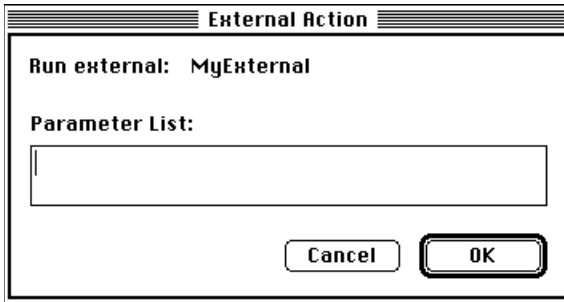 External Action
Run external: MyExternal
Parameter List:
Cancel OK